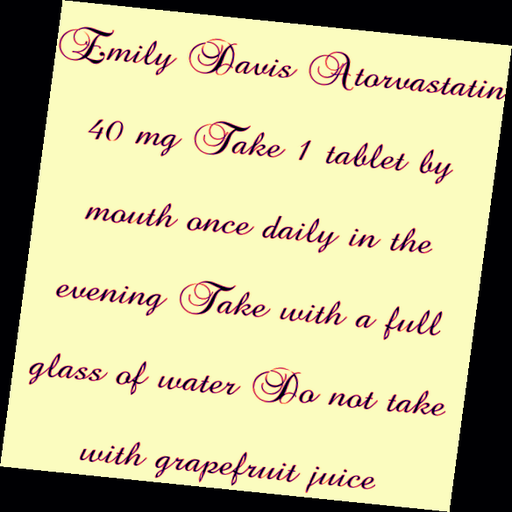 Emily Davis Atorvastatin
40 mg Take 1 tablet by
mouth once daily in the
evening Take with a full
glass of water Do not take
with grapefruit juice